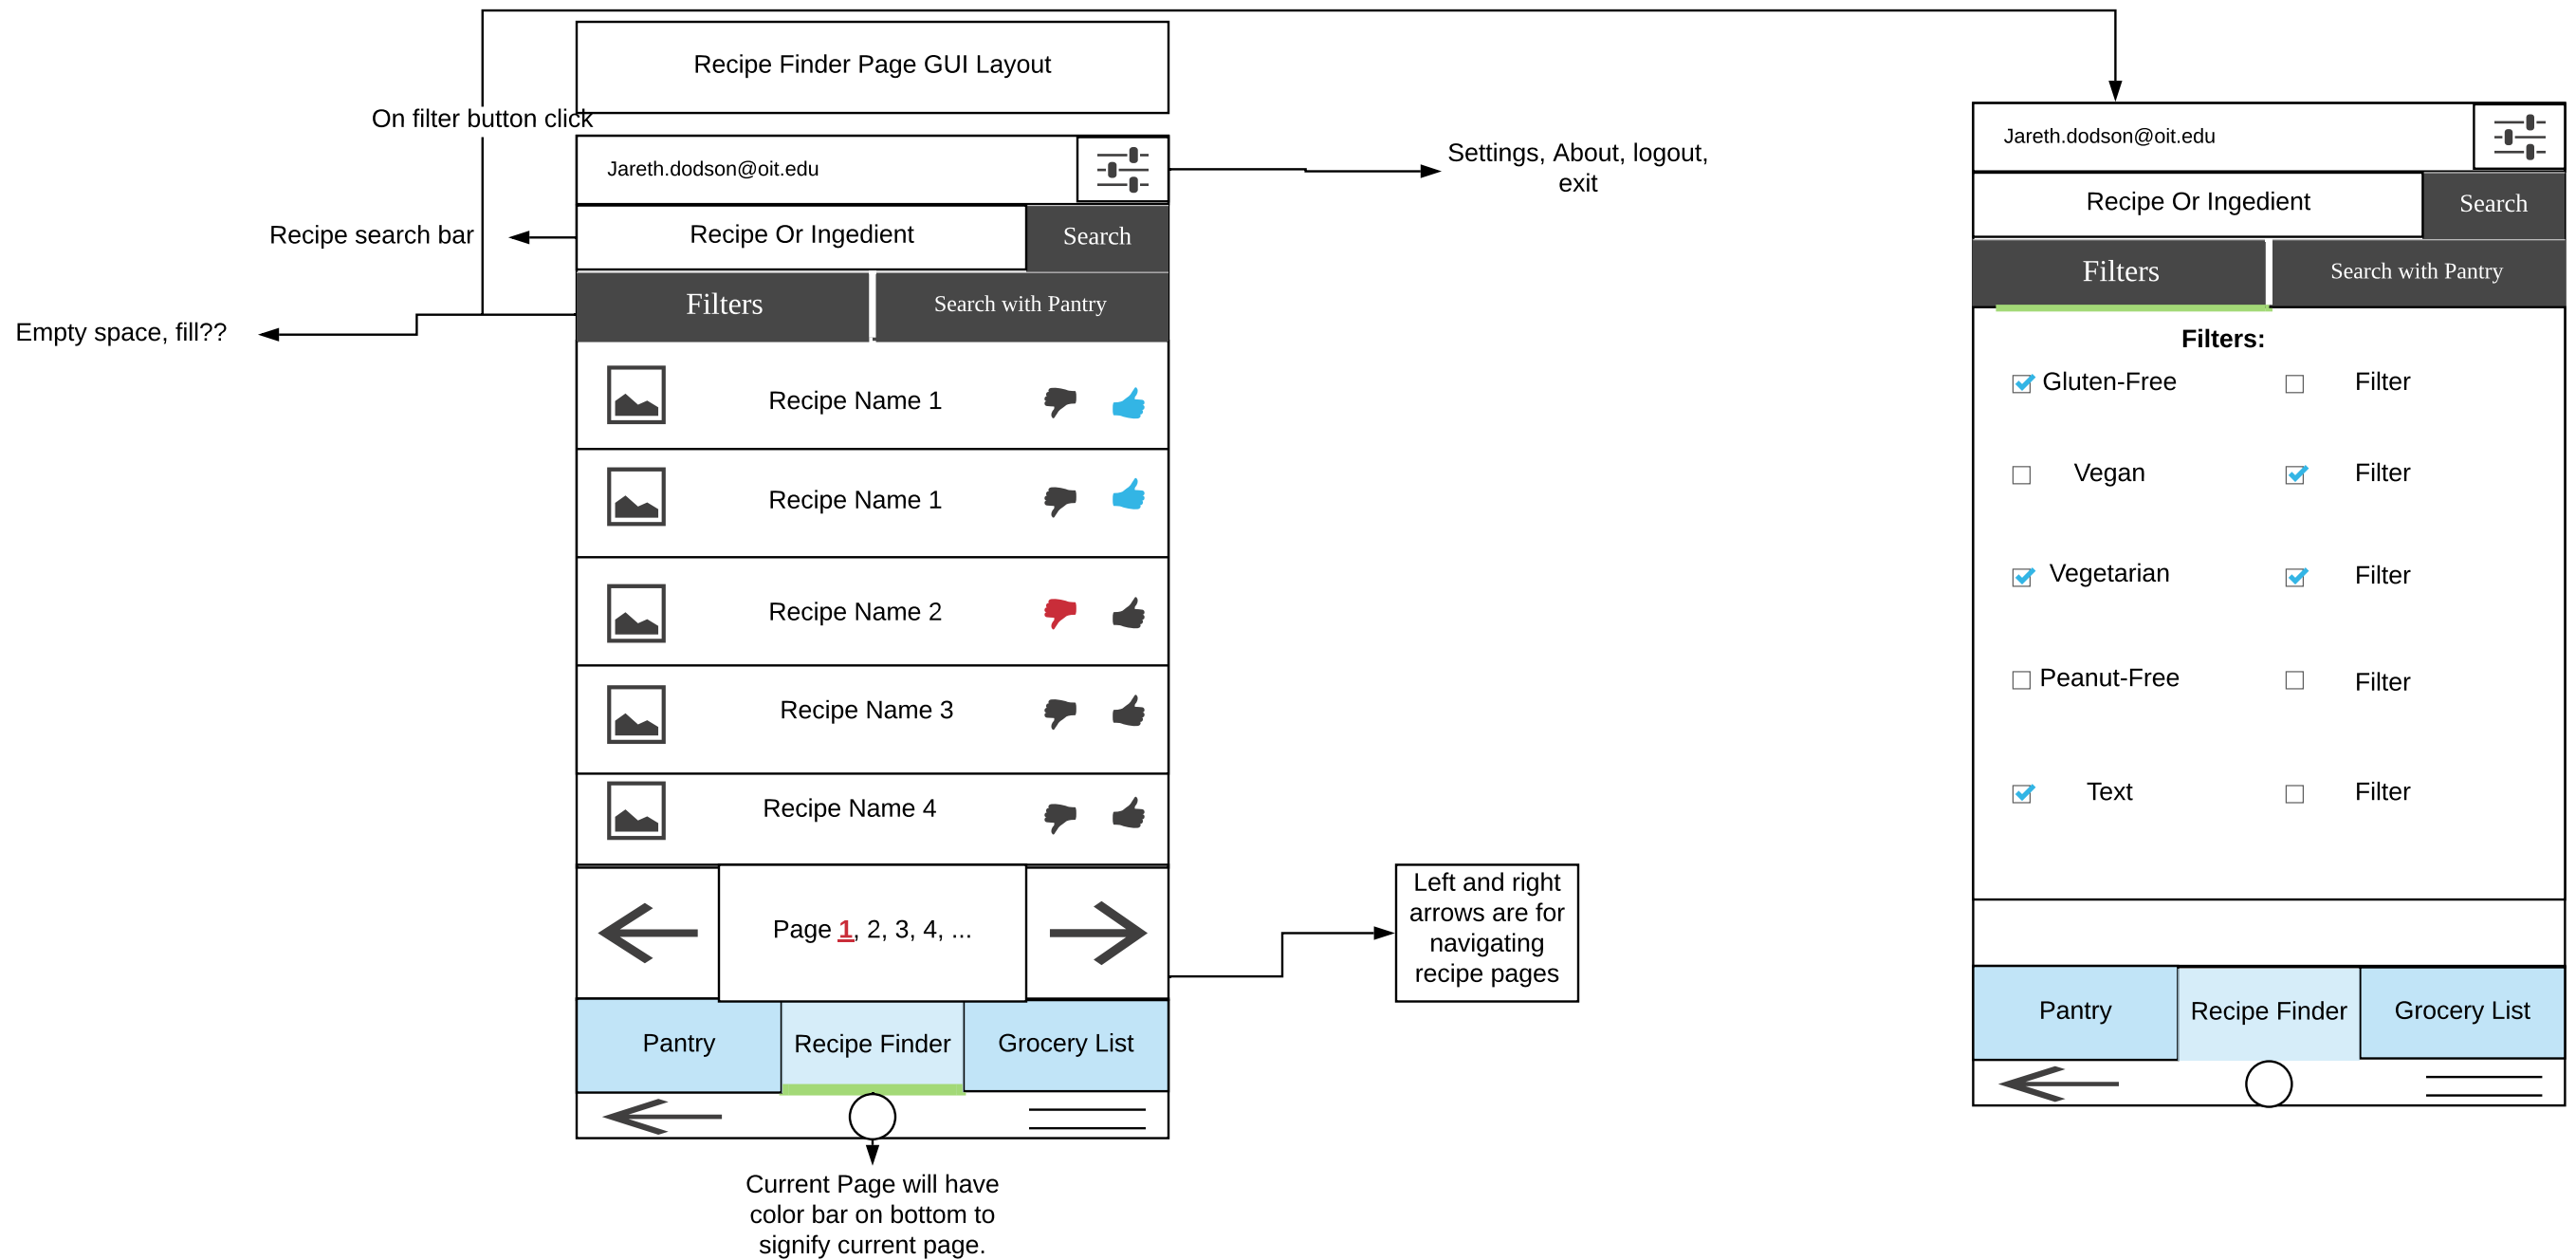 Recipe Finder Page GUI Layout
On filter button click
Jareth.dodson@oit.edu
Settings, About, logout,
exit
Recipe search bar
Recipe Or Ingedient
Search
Empty space, fill??
Filters
Search with Pantry
Recipe Name 1
Recipe Name 1
Recipe Name 2
Recipe Name 3
Recipe Name 4
Page 1, 2, 3, 4, ...
Left and right
arrows are for
navigating
recipe pages
Pantry
Recipe Finder
Grocery List
Current Page will have
color bar on bottom to
signify current page.
Jareth.dodson@oit.edu
Recipe Or Ingedient
Search
Filters
Search with Pantry
Filters:
Gluten-Free
Filter
Vegan
Filter
Vegetarian
Filter
Peanut-Free
Filter
Text
Filter
Pantry
Recipe Finder
Grocery List